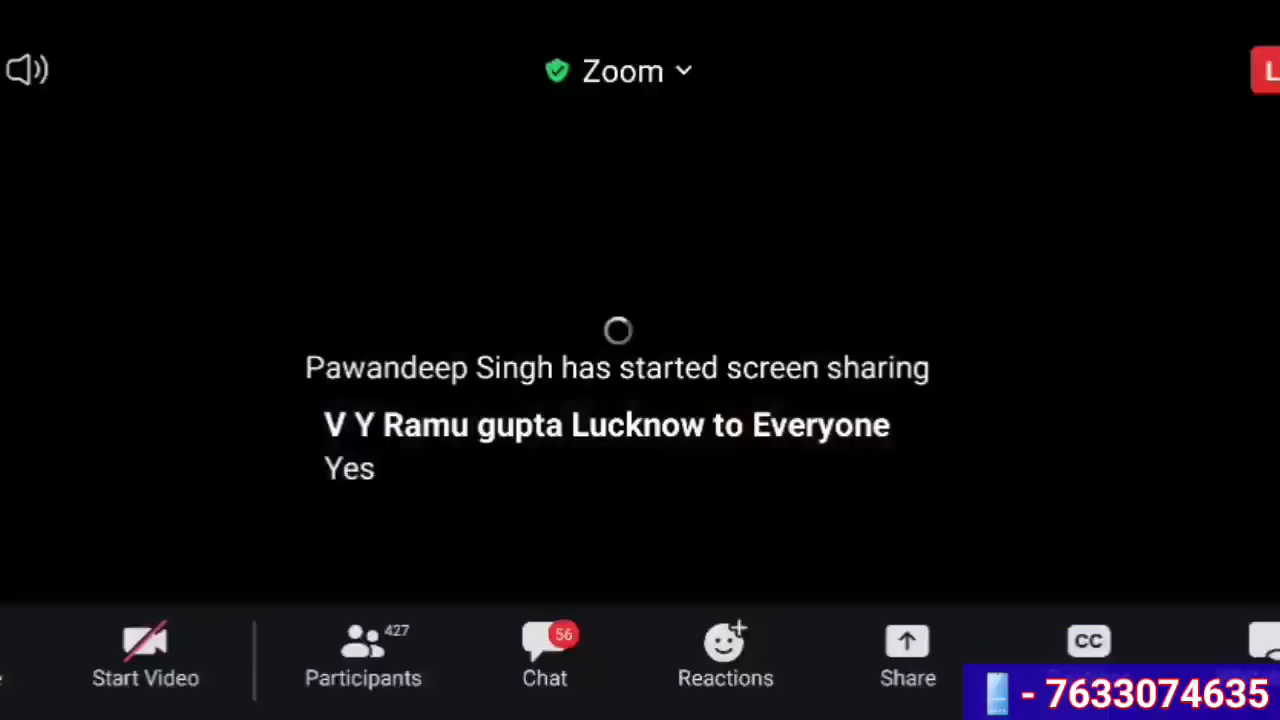 Zoom
L
Pawandeep Singh has started screen sharing
V Y Ramu gupta Lucknow to Everyone
Yes
427
56
CC
Start Video
Participants
Chat
Reactions
Share
- 7633074635